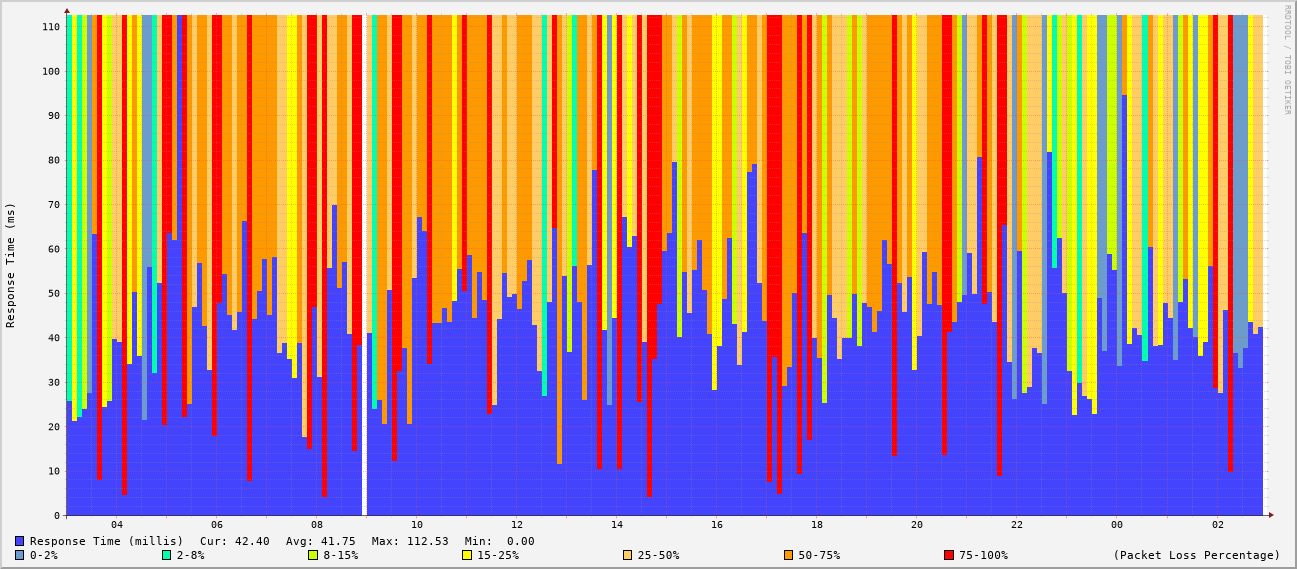 RRDTOOL / TOBI OETIKER
Response Time (ms)
110
100
90
80
70
60
50
40
30
20
10
0
04 06 08 10 12 14 16 18 20 22 00 02
Response Time (millis) Cur: 42.40 Avg: 41.75 Max: 112.53 Min: 0.00
0-2% 2-8% 8-15% 15-25% 25-50% 50-75% 75-100% (Packet Loss Percentage)